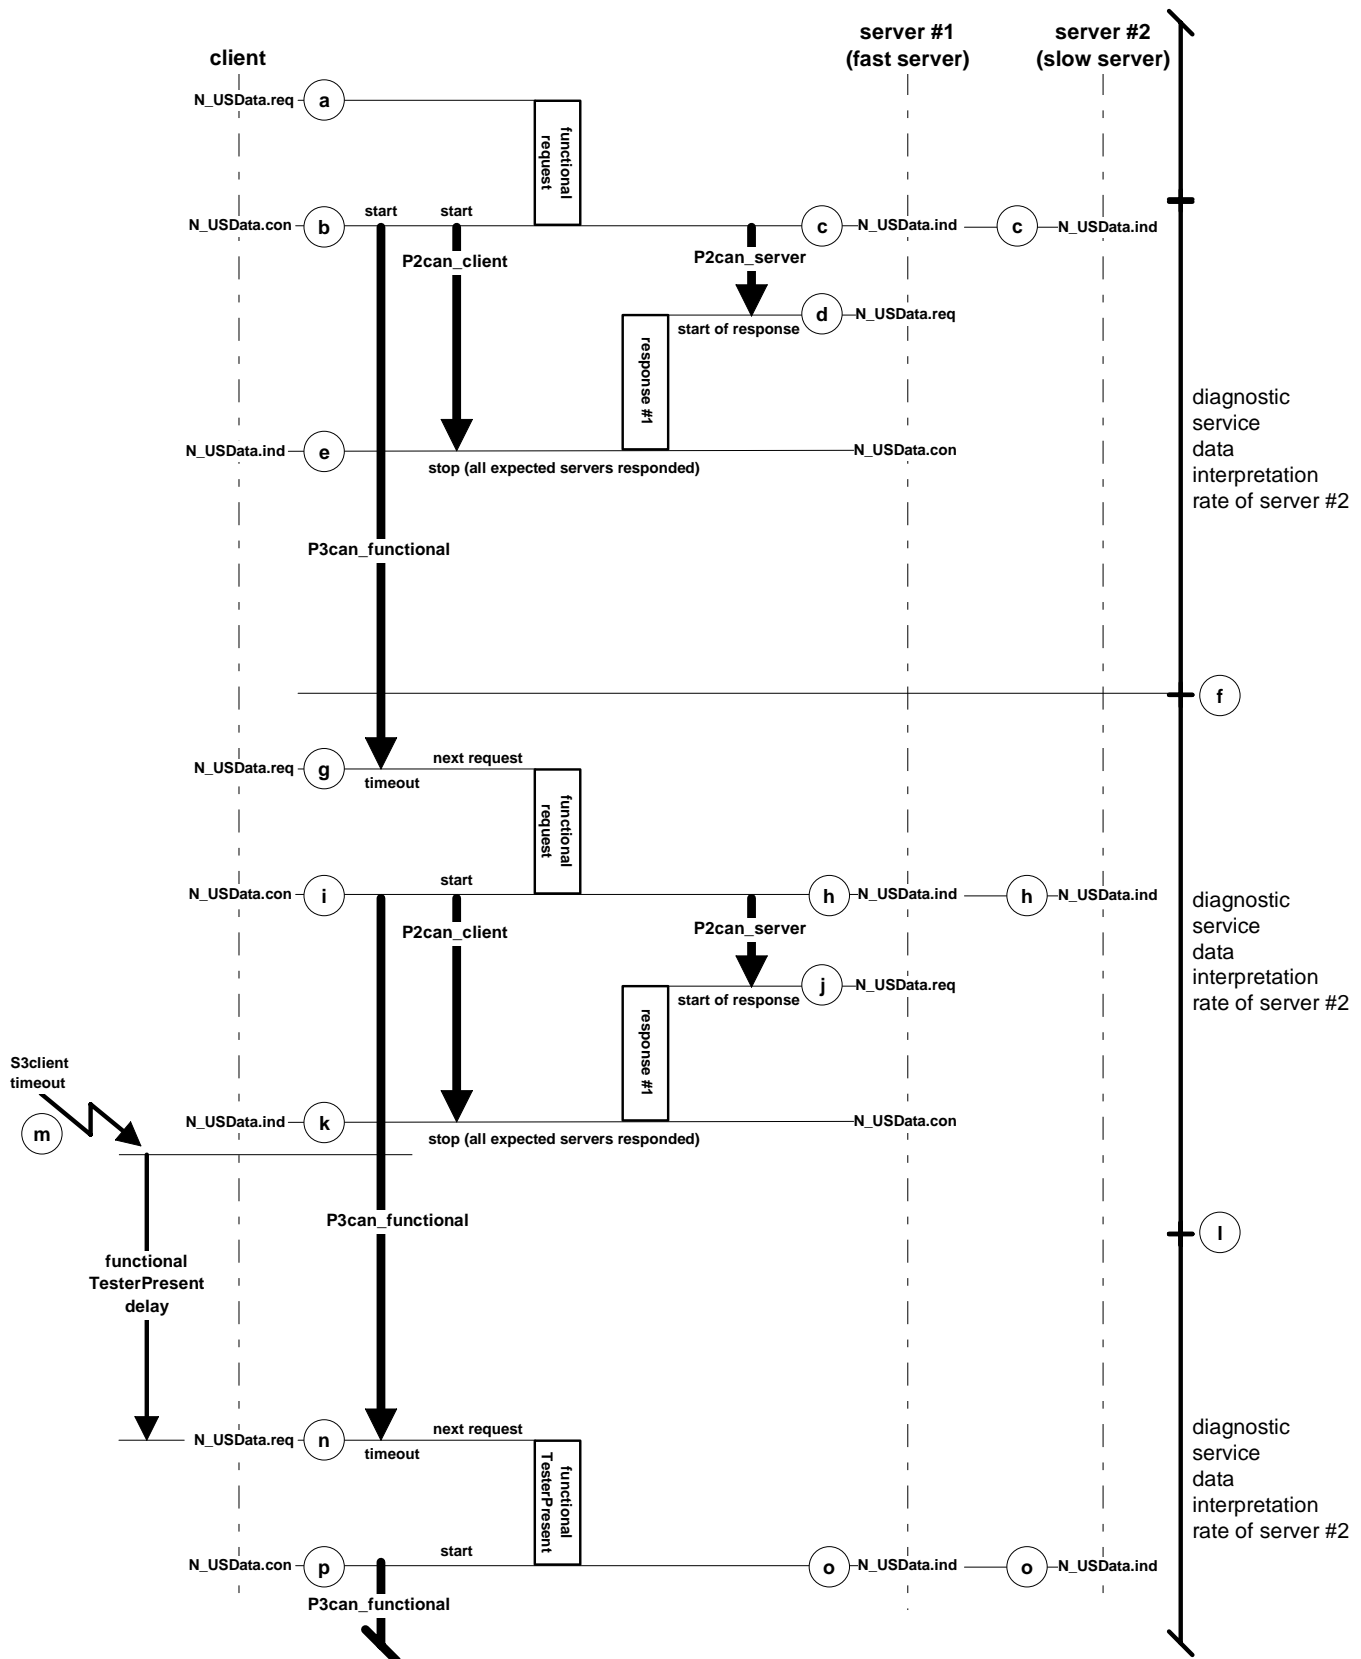 server #1
(fast server)
server #2
(slow server)
client
N_USData.req
a
functional
request
N_USData.con
b
start
start
c
N_USData.ind
c
N_USData.ind
P2can_client
P2can_server
d
N_USData.req
start of response
response #1
diagnostic
service
data
interpretation
rate of server #2
N_USData.ind
e
N_USData.con
stop (all expected servers responded)
P3can_functional
f
N_USData.req
g
next request
timeout
functional
request
N_USData.con
i
start
h
N_USData.ind
h
N_USData.ind
P2can_client
P2can_server
j
N_USData.req
start of response
response #1
diagnostic
service
data
interpretation
rate of server #2
S3client
timeout
m
N_USData.ind
k
N_USData.con
stop (all expected servers responded)
P3can_functional
l
functional
TesterPresent
delay
N_USData.req
n
next request
timeout
functional
TesterPresent
diagnostic
service
data
interpretation
rate of server #2
N_USData.con
p
start
o
N_USData.ind
o
N_USData.ind
P3can_functional